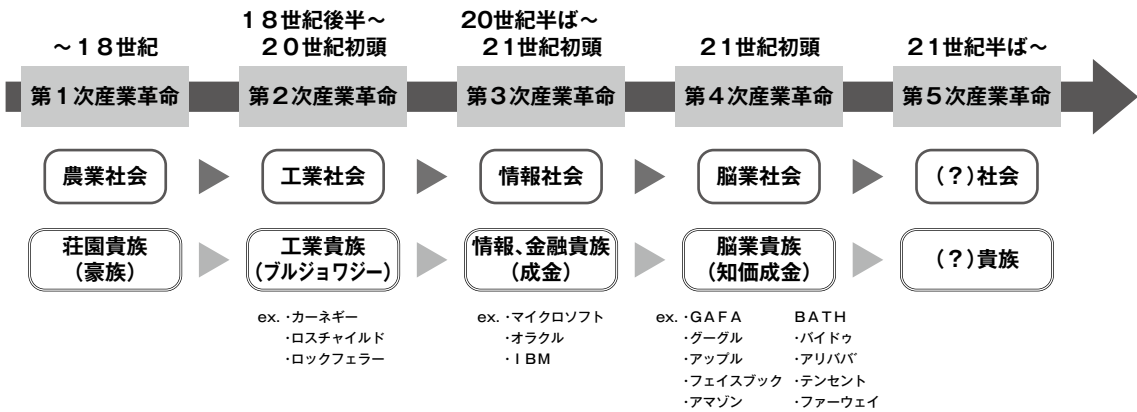 ～１８世紀
１８世紀後半～
２０世紀初頭
20世紀半ば～
21世紀初頭
21世紀初頭
21世紀半ば～
第１次産業革命
第２次産業革命
第３次産業革命
第４次産業革命
第５次産業革命
農業社会
工業社会
情報社会
脳業社会
(？)社会
荘園貴族
(豪族)
工業貴族
(ブルジョワジー)
情報、金融貴族
(成金)
脳業貴族
(知価成金)
(？)貴族
ex. ・カーネギー
・ロスチャイルド
・ロックフェラー
ex. ・マイクロソフト
・オラクル
・ＩＢＭ
ex. ・ＧＡＦＡ
・グーグル
・アップル
・フェイスブック
・アマゾン
ＢＡＴＨ
・バイドゥ
・アリババ
・テンセント
・ファーウェイ